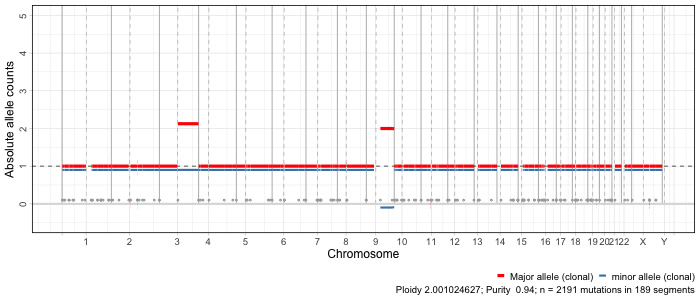 Absolute allele counts
5
4
3
2
1
0
1 2 3 4 5 6 7 8 9 10 11 12 13 14 15 16 17 18 19 20 21 22 X Y
Chromosome
Major allele (clonal) minor allele (clonal)
Ploidy 2.001024627; Purity 0.94; n = 2191 mutations in 189 segments